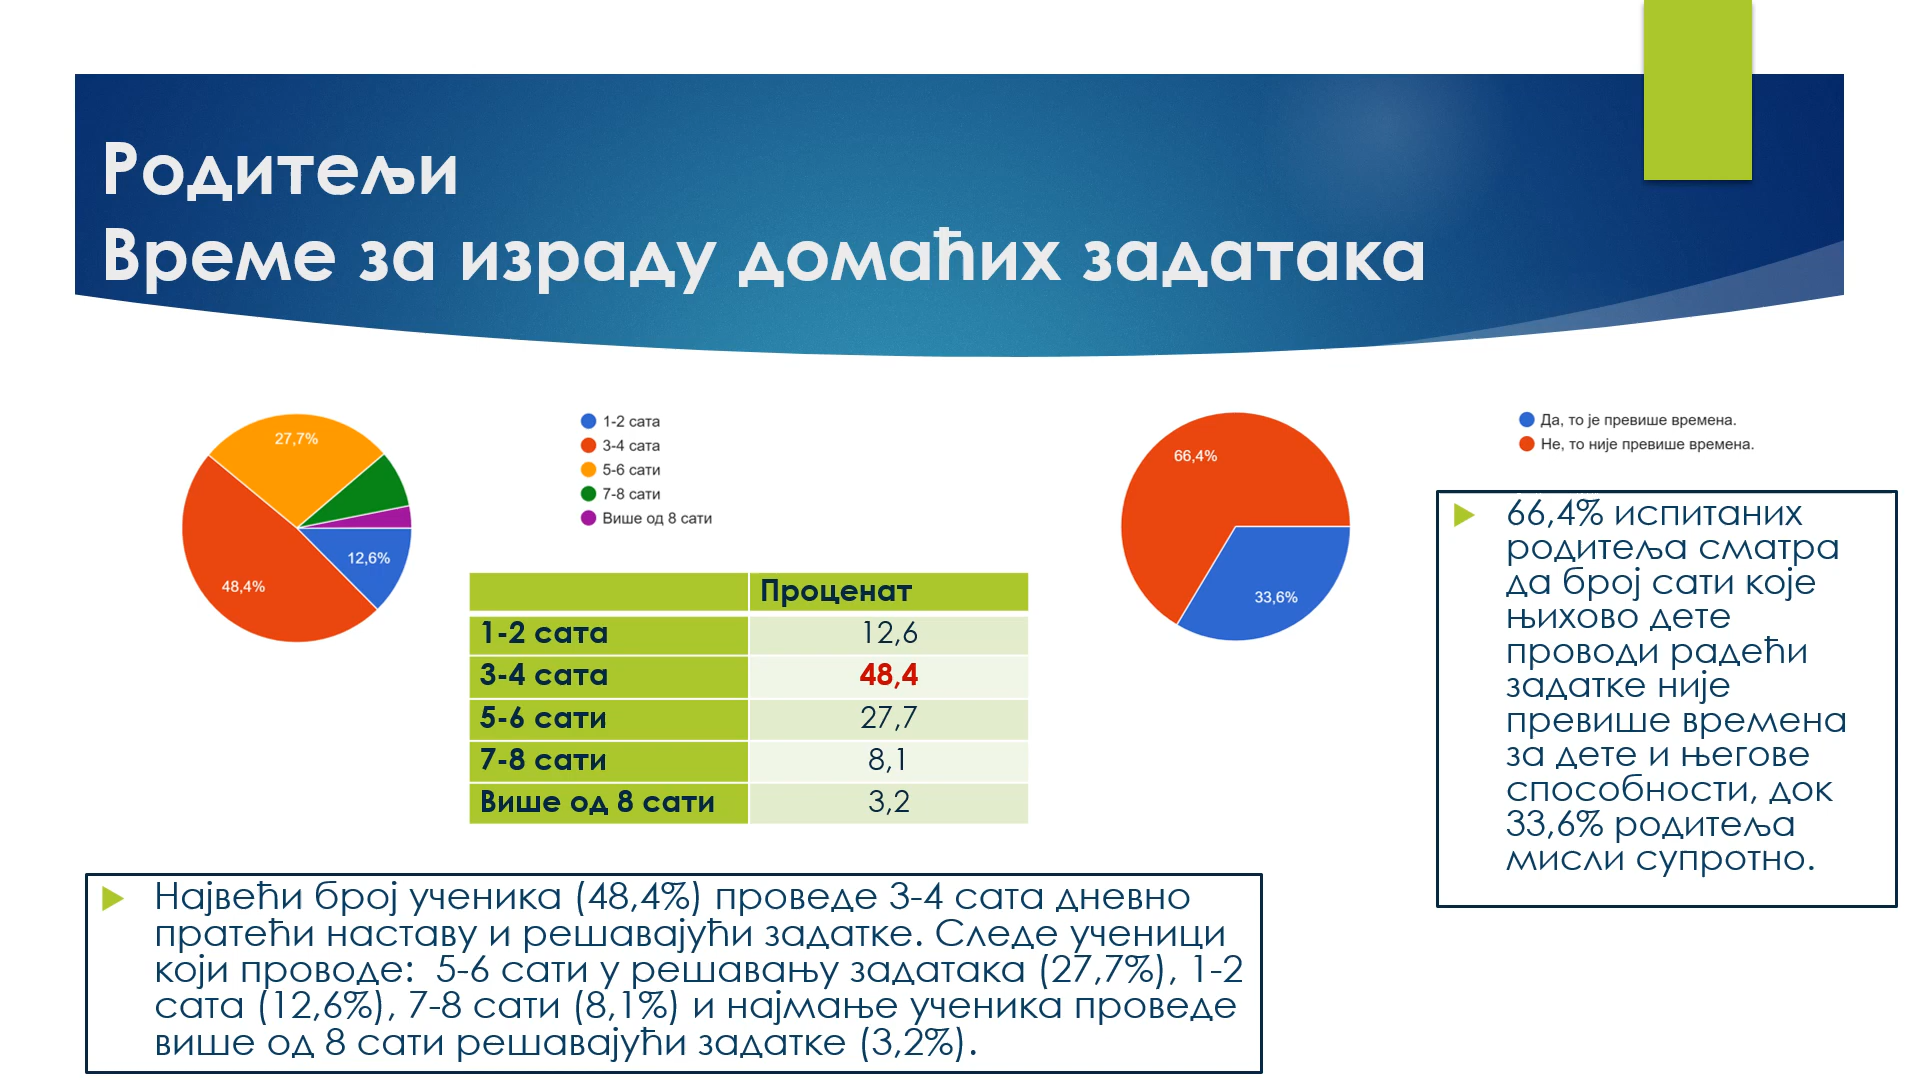 Родитељи
Време за израду домаћих задатака
27,7%
48,4%
12,6%
1-2 сата
3-4 сата
5-6 сати
7-8 сати
Више од 8 сати
Проценат
1-2 сата 12,6
3-4 сата 48,4
5-6 сати 27,7
7-8 сати 8,1
Више од 8 сати 3,2
66,4%
33,6%
Да, то је превише времена.
Не, то није превише времена.
66,4% испитаних
родитеља сматра
да број сати које
њихово дете
проводи радећи
задатке није
превише времена
за дете и његове
способности, док
33,6% родитеља
мисли супротно.
Највећи број ученика (48,4%) проведе 3-4 сата дневно
пратећи наставу и решавајући задатке. Следе ученици
који проводе: 5-6 сати у решавању задатака (27,7%), 1-2
сата (12,6%), 7-8 сати (8,1%) и најмање ученика проведе
више од 8 сати решавајући задатке (3,2%).